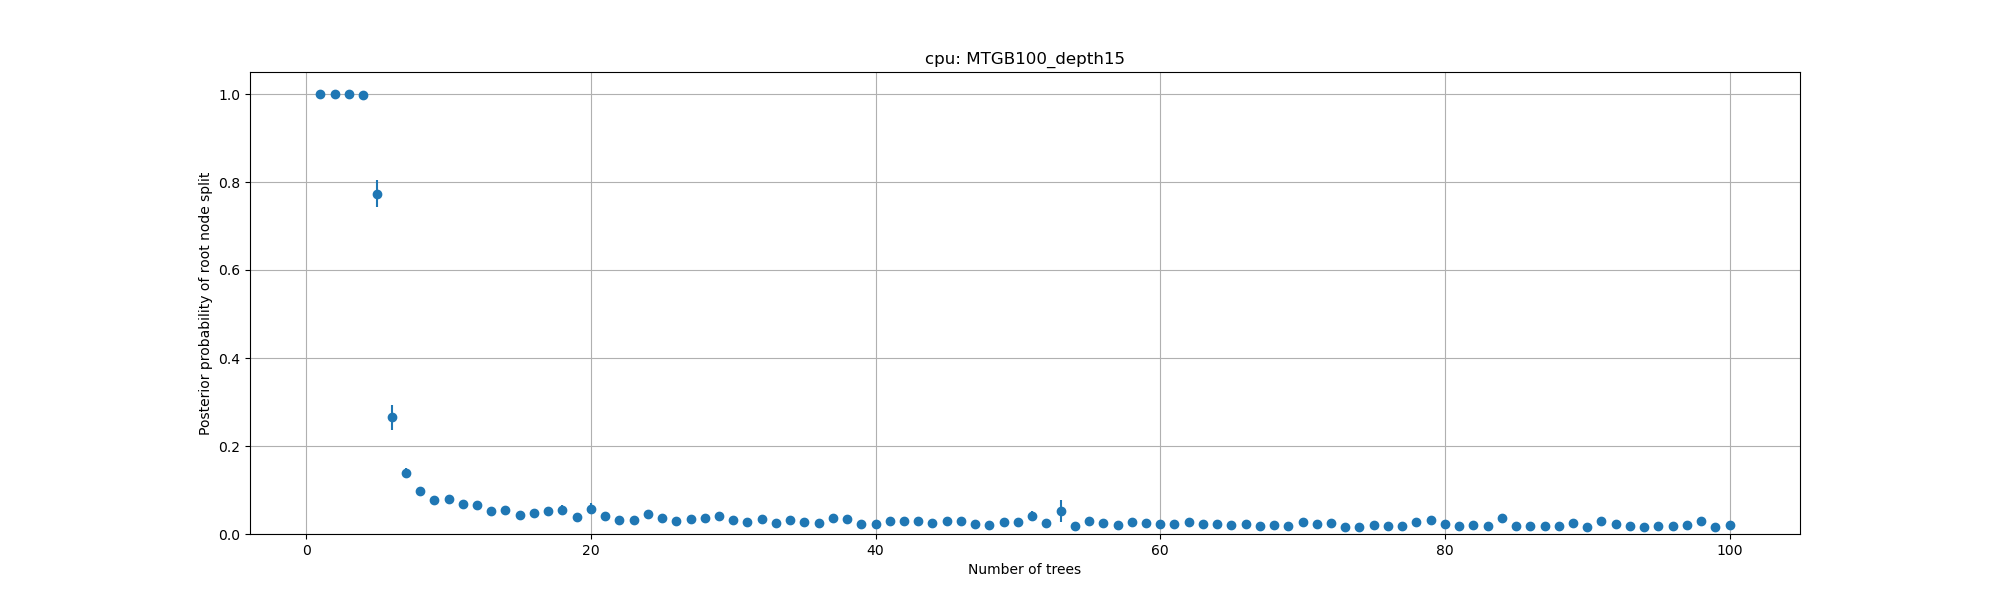 cpu: MTGB100_depth15
Posterior probability of root node split
1.0
0.8
0.6
0.4
0.2
0.0
0 20 40 60 80 100
Number of trees